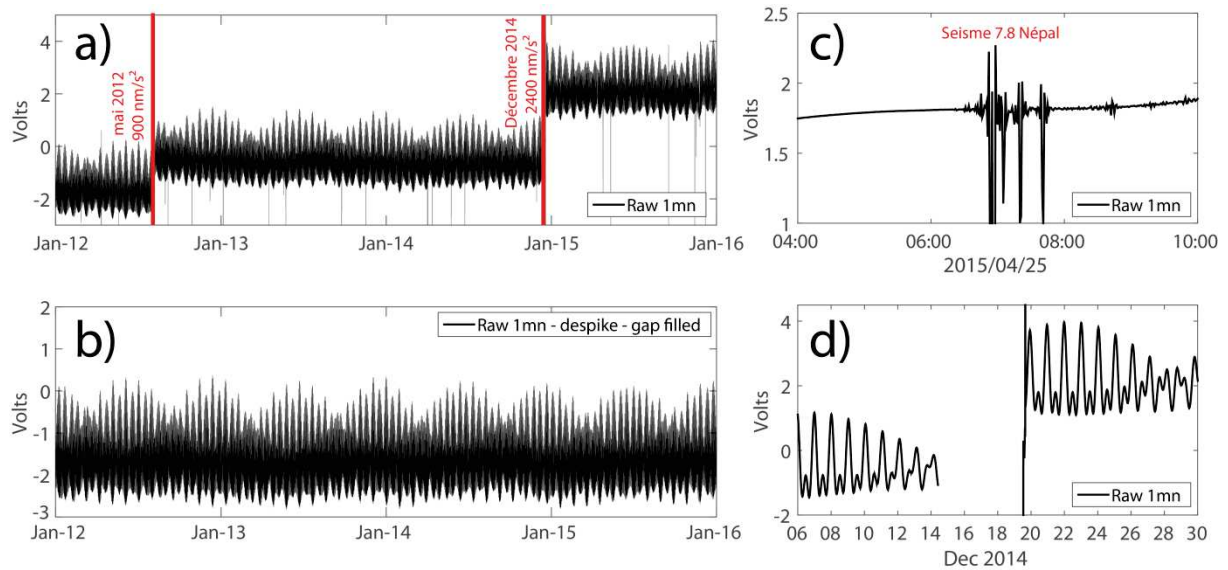 a)
Volts
4
2
0
-2
mai 2012
900 nm/s²
Décembre 2014
2400 nm/s²
Raw 1mn
Jan-12
Jan-13
Jan-14
Jan-15
Jan-16
c)
2.5
2
1.5
1
Volts
Seisme 7.8 Népal
Raw 1mn
04:00
06:00
08:00
10:00
2015/04/25
b)
Volts
2
1
0
-1
-2
-3
Raw 1mn - despike - gap filled
Jan-12
Jan-13
Jan-14
Jan-15
Jan-16
d)
Volts
4
2
0
-2
Raw 1mn
06 08 10 12 14 16 18 20 22 24 26 28 30
Dec 2014